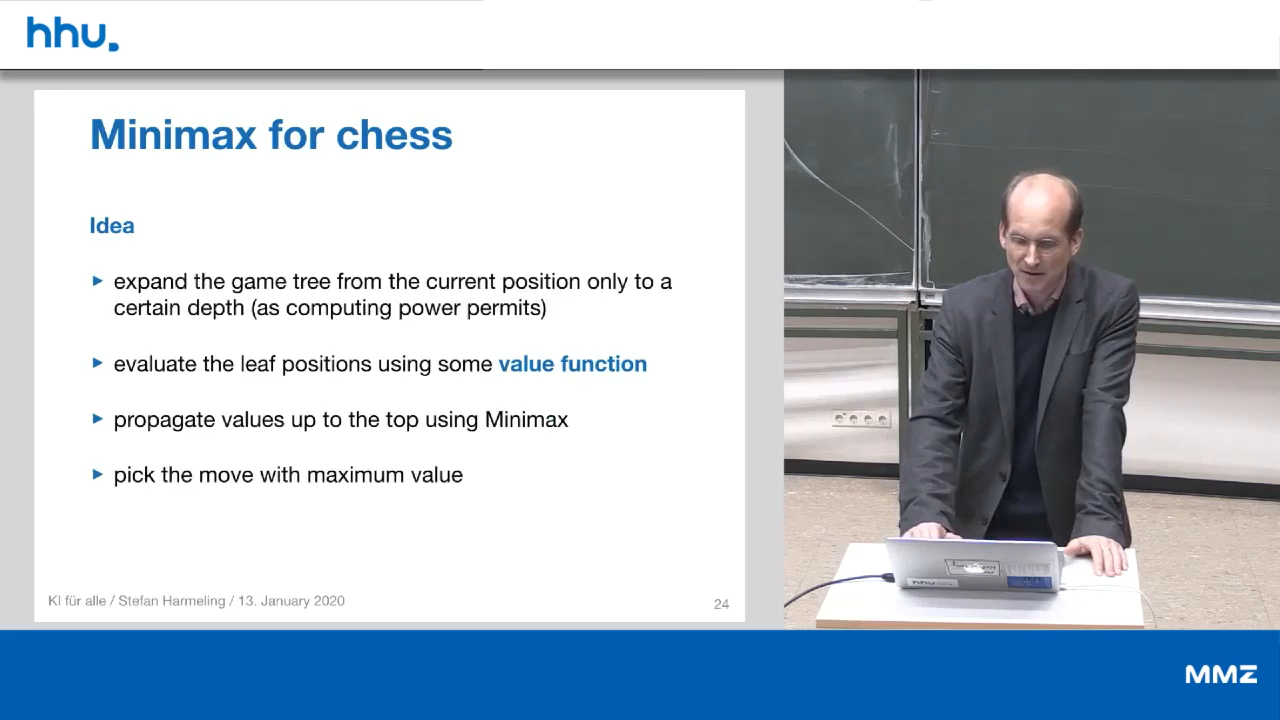 hhu.
Minimax for chess
Idea
expand the game tree from the current position only to a
certain depth (as computing power permits)
evaluate the leaf positions using some value function
propagate values up to the top using Minimax
pick the move with maximum value
KI für alle / Stefan Harmeling / 13. January 2020
24
hhu
MMZ